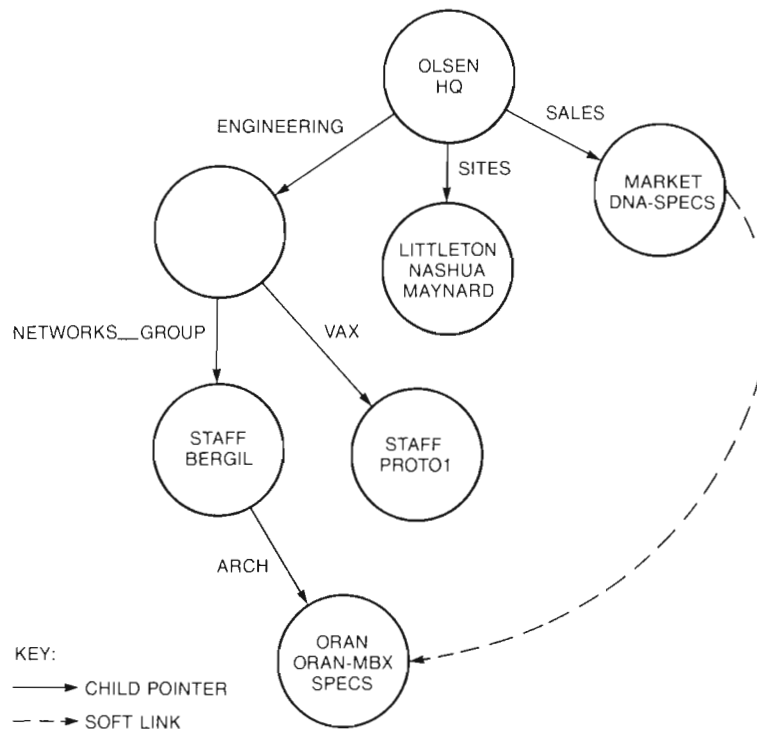 OLSEN
HQ
ENGINEERING
SALES
SITES
MARKET
DNA-SPECS
LITTLETON
NASHUA
MAYNARD
NETWORKS__GROUP
VAX
STAFF
BERGIL
STAFF
PROTO1
ARCH
ORAN
ORAN-MBX
SPECS
KEY:
CHILD POINTER
SOFT LINK